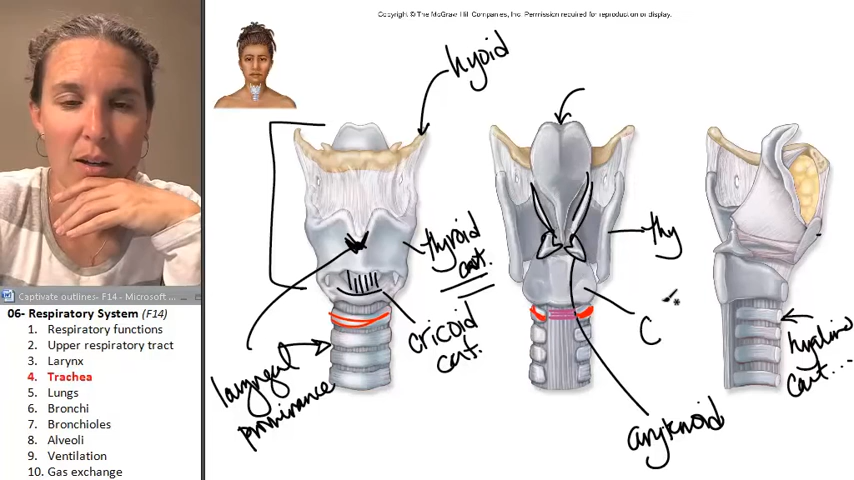 Copyright © The McGraw-Hill Companies, Inc. Permission required for reproduction or display.
hyoid
thyroid
cart.
cricoid
cart.
laryngeal
prominance
thy
C
hyaline
cart...
arytenoid
Captivate outlines- F14 - Microsoft ...
06- Respiratory System (F14)
1. Respiratory functions
2. Upper respiratory tract
3. Larynx
4. Trachea
5. Lungs
6. Bronchi
7. Bronchioles
8. Alveoli
9. Ventilation
10. Gas exchange